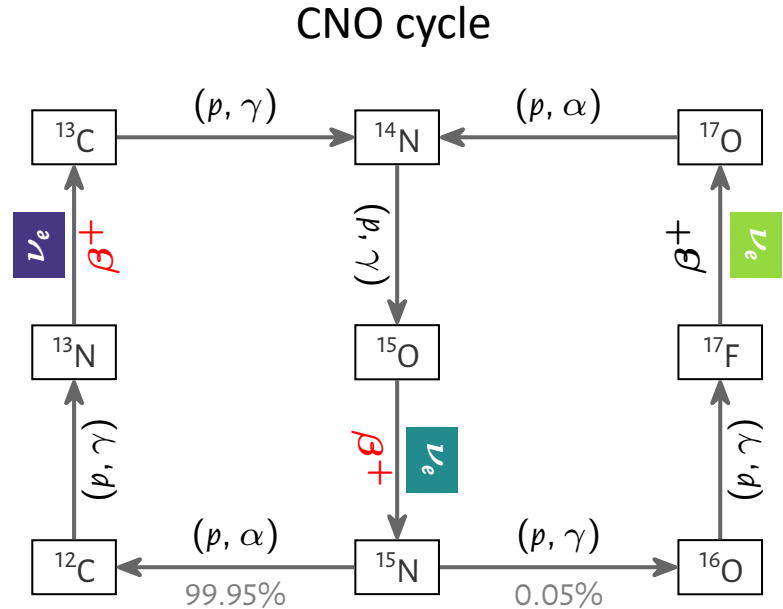 CNO cycle
(p, γ)
(p, α)
¹³C
¹⁴N
¹⁷O
νₑ
β⁺
(p, γ)
β⁺
νₑ
¹³N
¹⁵O
¹⁷F
(p, γ)
β⁺
νₑ
(p, γ)
(p, α)
(p, γ)
¹²C
¹⁵N
¹⁶O
99.95%
0.05%